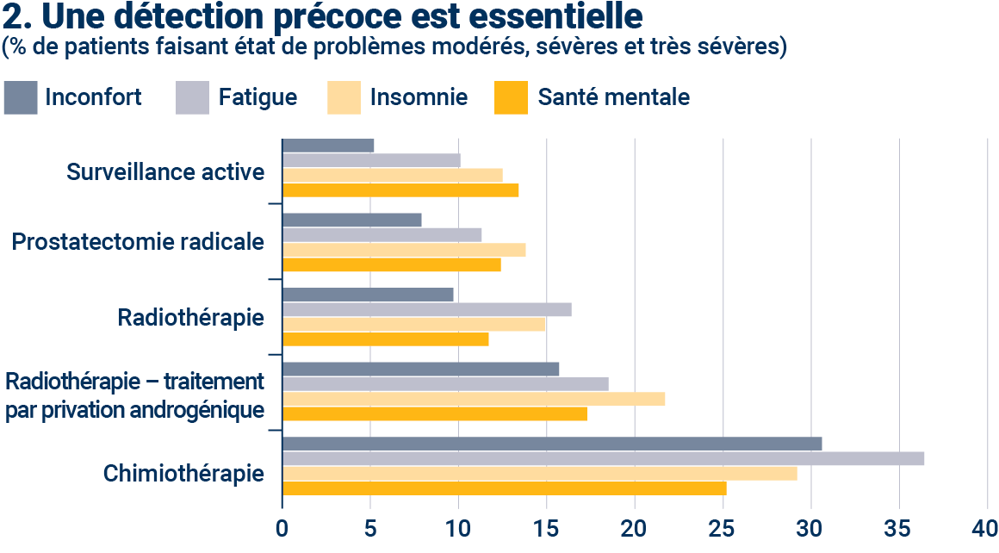 2. Une détection précoce est essentielle
(% de patients faisant état de problèmes modérés, sévères et très sévères)
Inconfort Fatigue Insomnie Santé mentale
Surveillance active
Prostatectomie radicale
Radiothérapie
Radiothérapie – traitement
par privation androgénique
Chimiothérapie
0 5 10 15 20 25 30 35 40